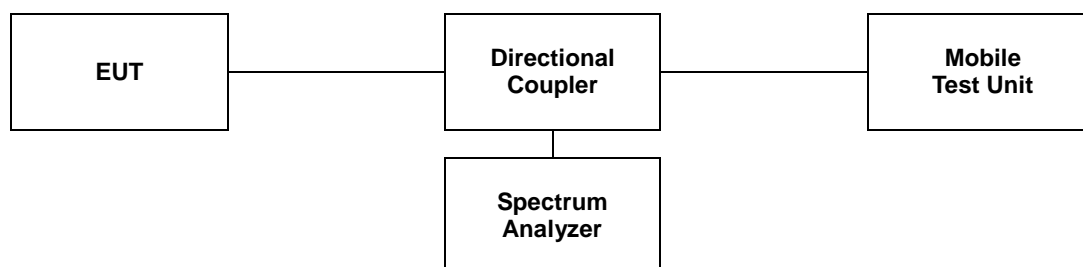 EUT
Directional
Coupler
Mobile
Test Unit
Spectrum
Analyzer